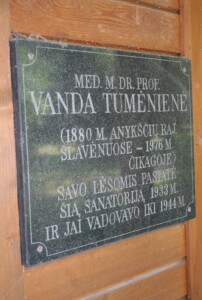 MED. M. DR. PROF.
VANDA TUMĖNIENĖ
(1880 M. ANYKŠČIŲ RAJ.
SLAVĖNUOSE – 1976 M.
ČIKAGOJE)
SAVO LĖŠOMIS PASTATĖ
ŠIĄ SANATORIJĄ 1933 M.
IR JAI VADOVAVO IKI 1944 M.